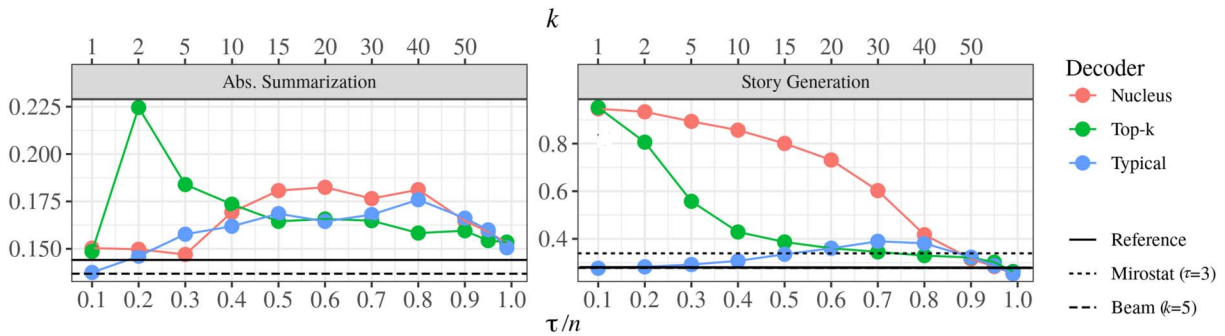 k
1 2 5 10 15 20 30 40 50
1 2 5 10 15 20 30 40 50
Abs. Summarization
Story Generation
0.225
0.200
0.175
0.150
0.8
0.6
0.4
0.1 0.2 0.3 0.4 0.5 0.6 0.7 0.8 0.9 1.0
0.1 0.2 0.3 0.4 0.5 0.6 0.7 0.8 0.9 1.0
τ/n
Decoder
Nucleus
Top-k
Typical
Reference
Mirostat (τ=3)
Beam (k=5)